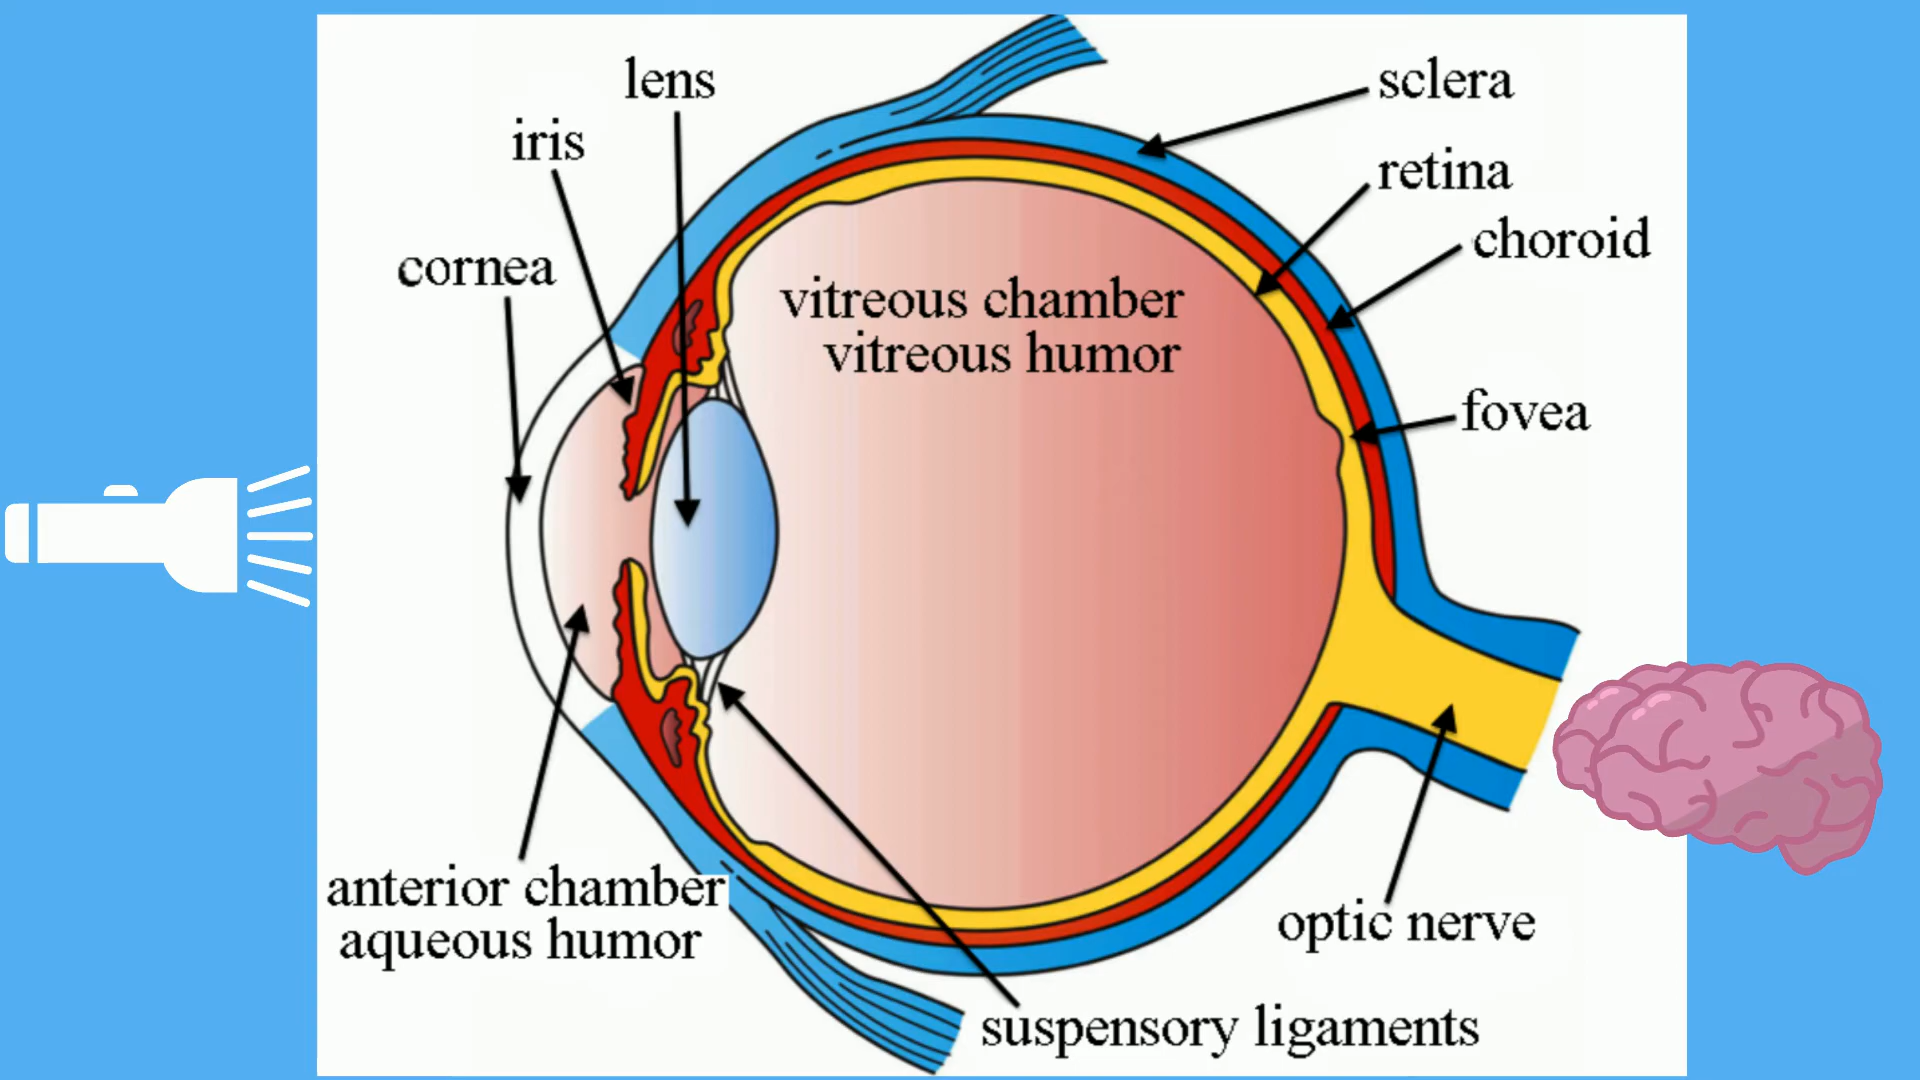 lens
sclera
iris
retina
choroid
cornea
vitreous chamber
vitreous humor
fovea
anterior chamber
aqueous humor
optic nerve
suspensory ligaments